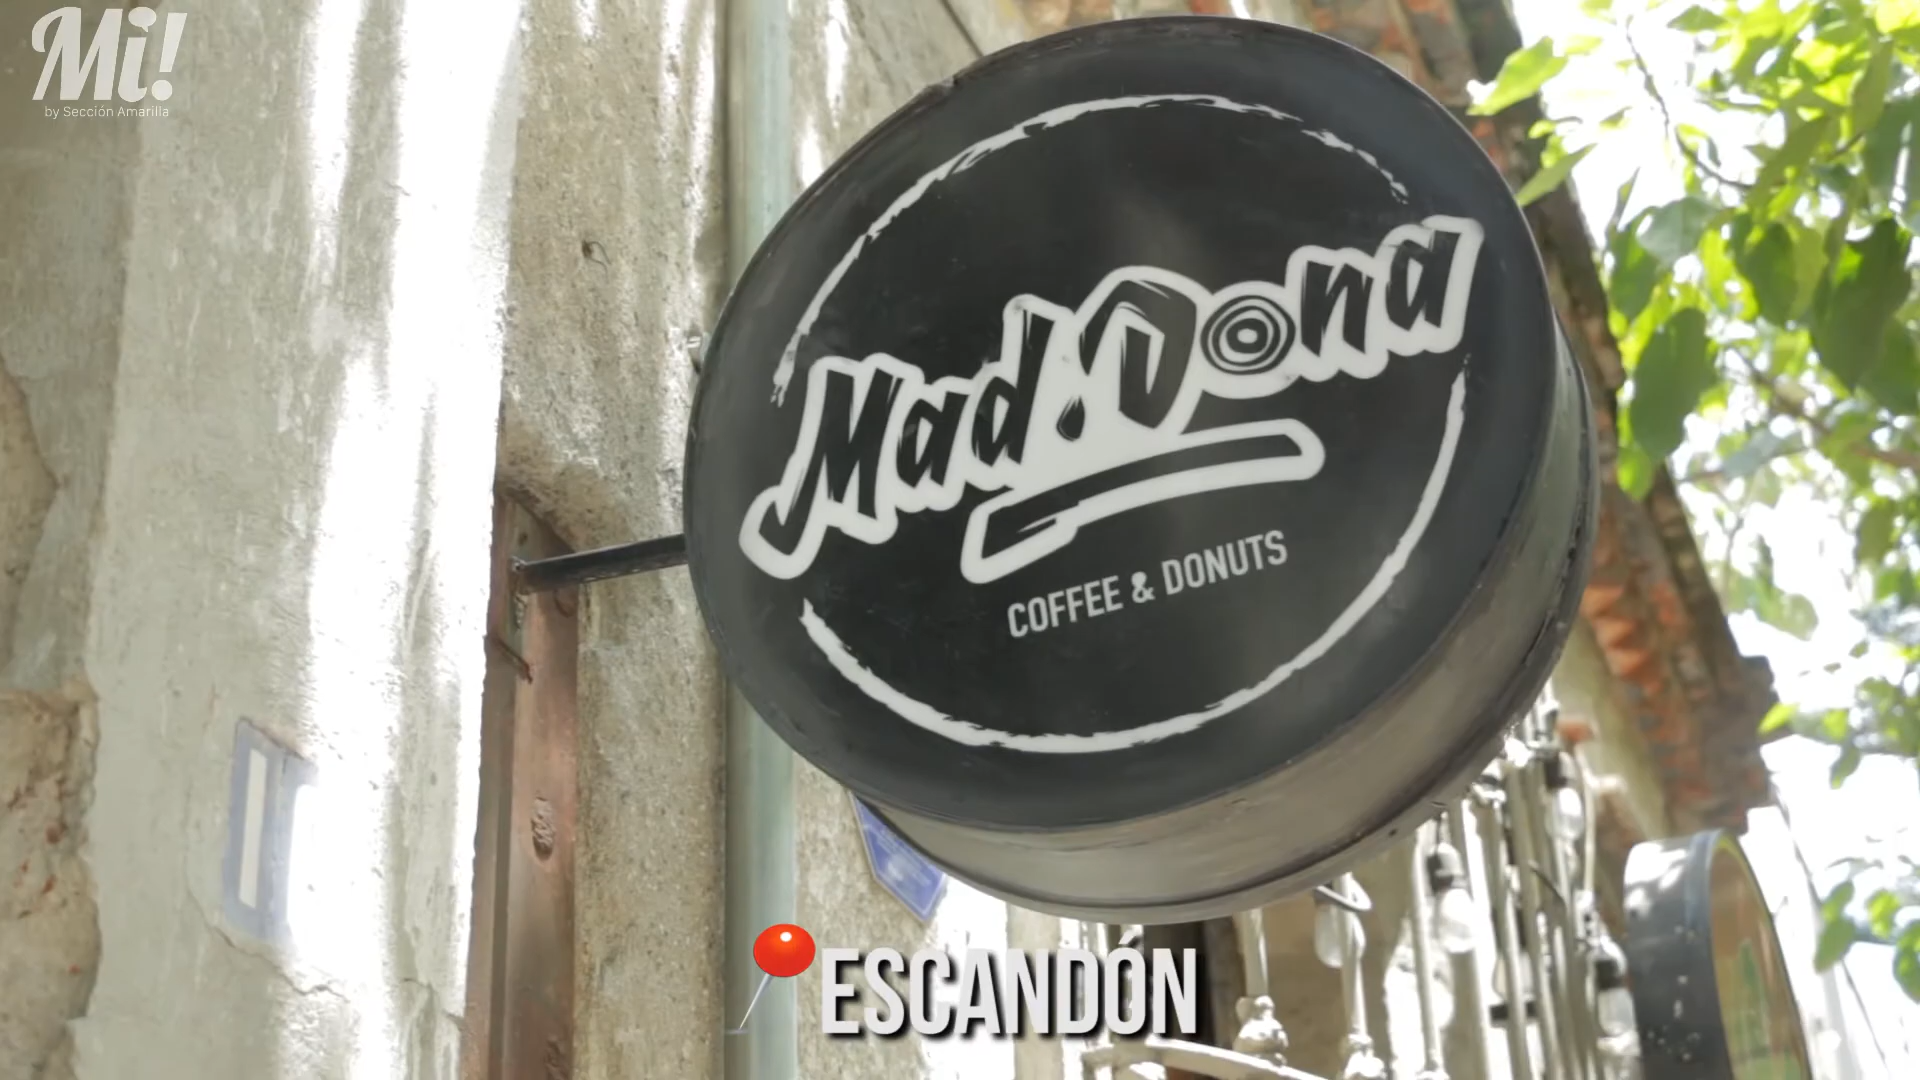 Mi!
by Sección Amarilla
Mad.Dona
COFFEE & DONUTS
ESCANDÓN